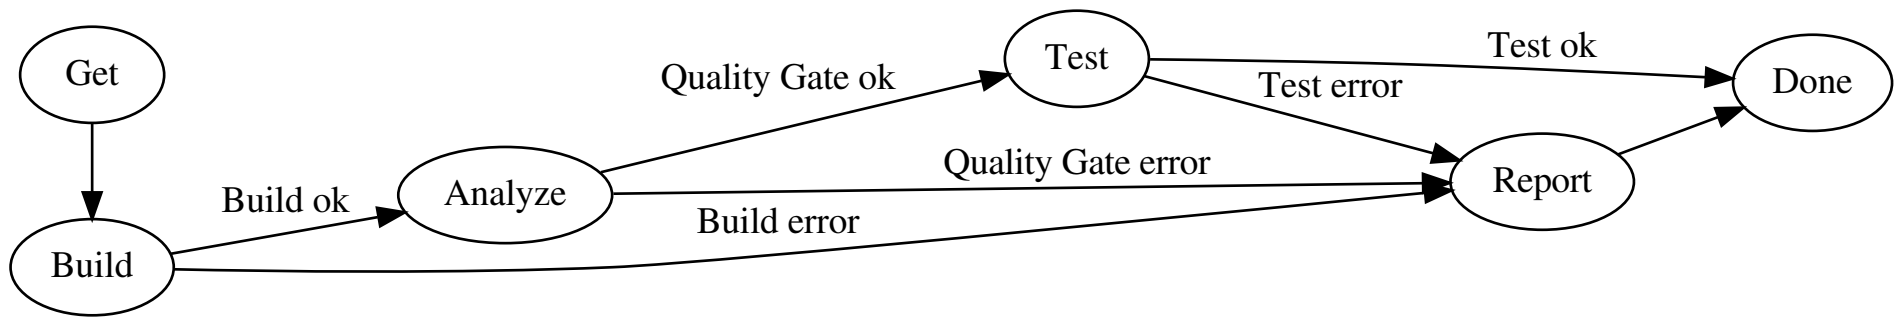 Get
Build
Build ok
Analyze
Quality Gate ok
Quality Gate error
Build error
Test
Test ok
Test error
Report
Done